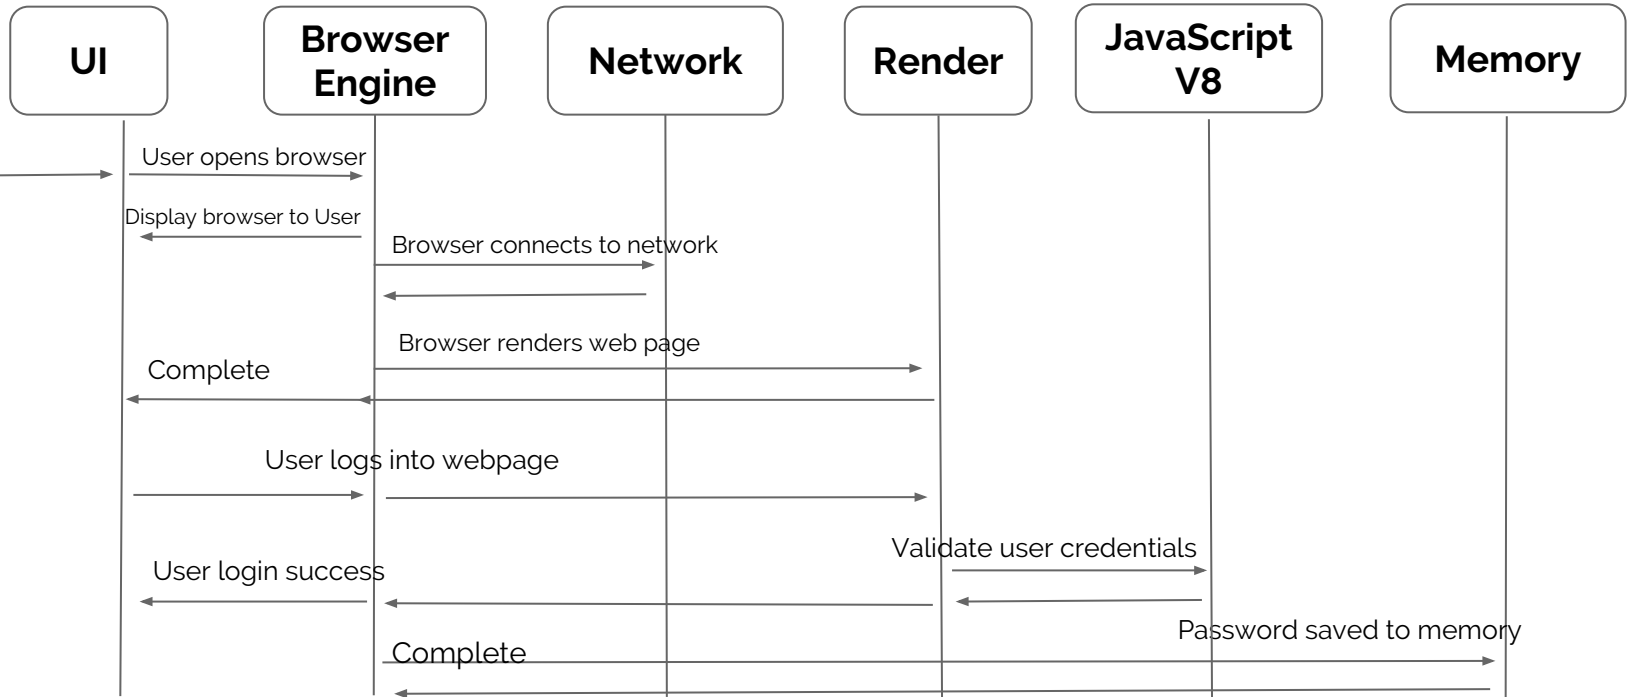 UI
Browser
Engine
Network
Render
JavaScript
V8
Memory
User opens browser
Display browser to User
Browser connects to network
Browser renders web page
Complete
User logs into webpage
Validate user credentials
User login success
Password saved to memory
Complete